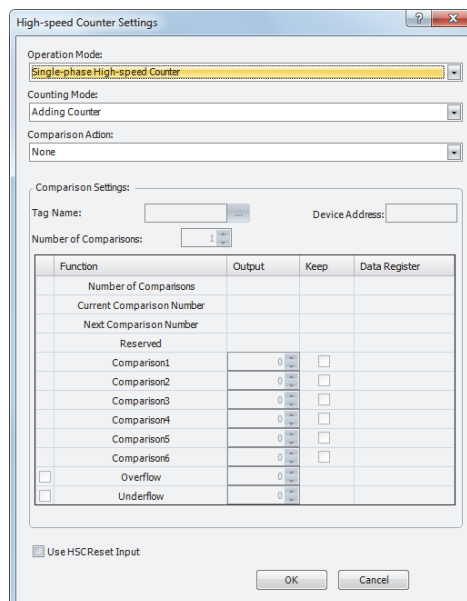 High-speed Counter Settings
?
X
Operation Mode:
Single-phase High-speed Counter
Counting Mode:
Adding Counter
Comparison Action:
None
Comparison Settings:
Tag Name: ... Device Address:
Number of Comparisons: 1
Function Output Keep Data Register
Number of Comparisons
Current Comparison Number
Next Comparison Number
Reserved
Comparison1 0
Comparison2 0
Comparison3 0
Comparison4 0
Comparison5 0
Comparison6 0
Overflow 0
Underflow 0
Use HSCReset Input
OK Cancel